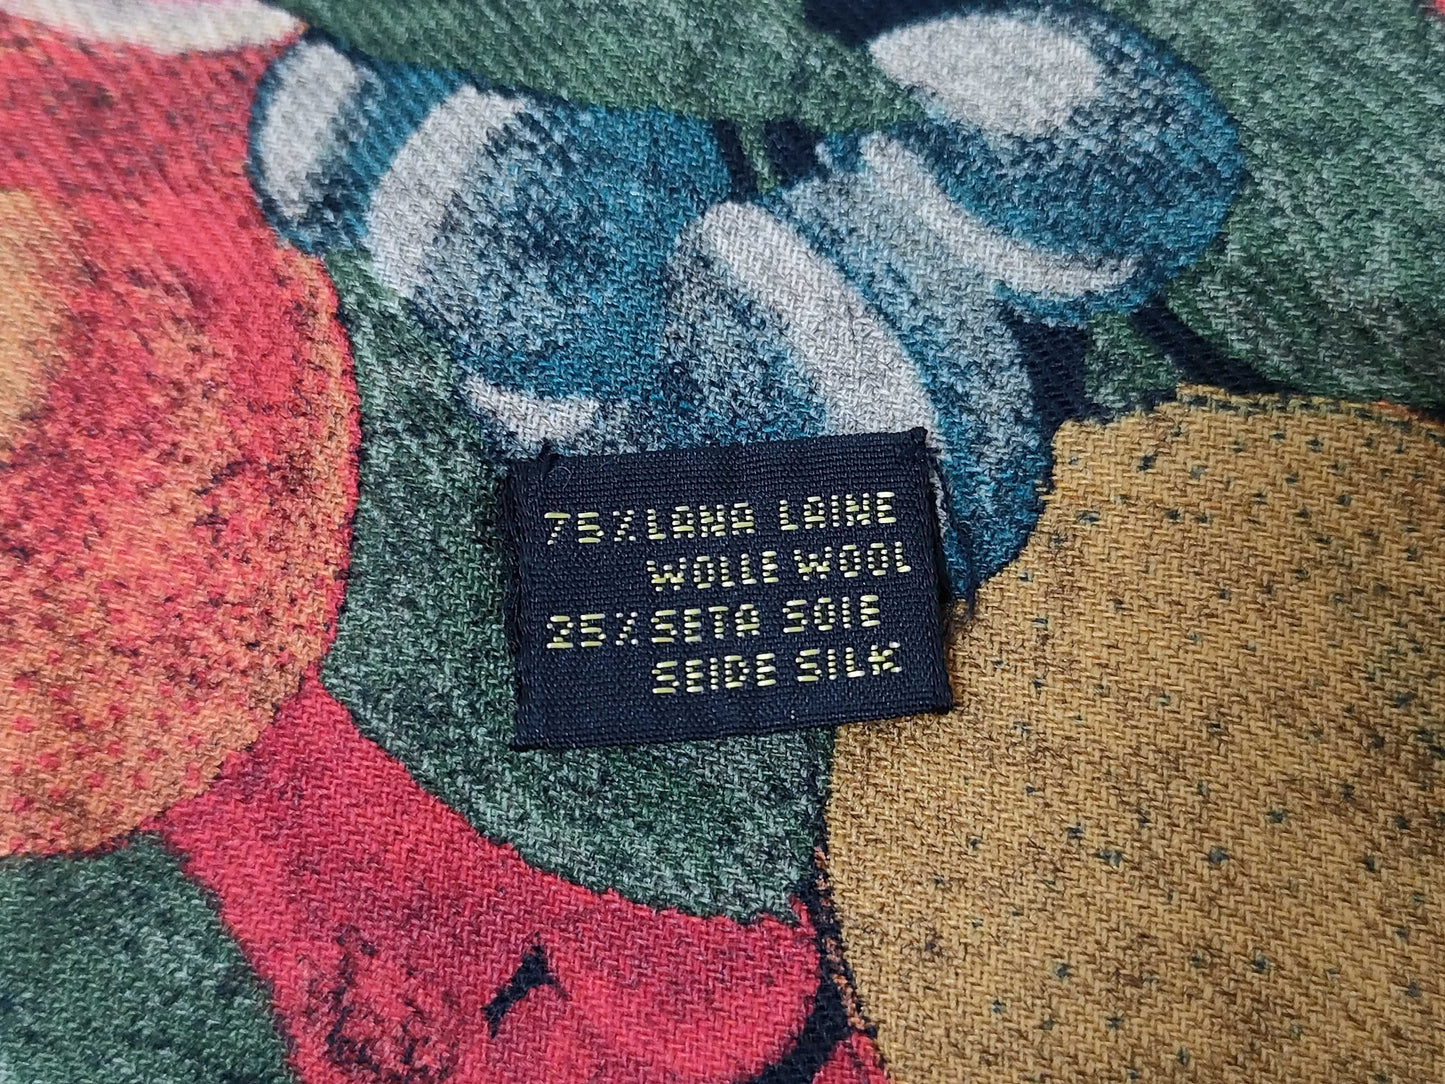 75% LANA LAINE
WOLLE WOOL
25% SETA SOIE
SEIDE SILK